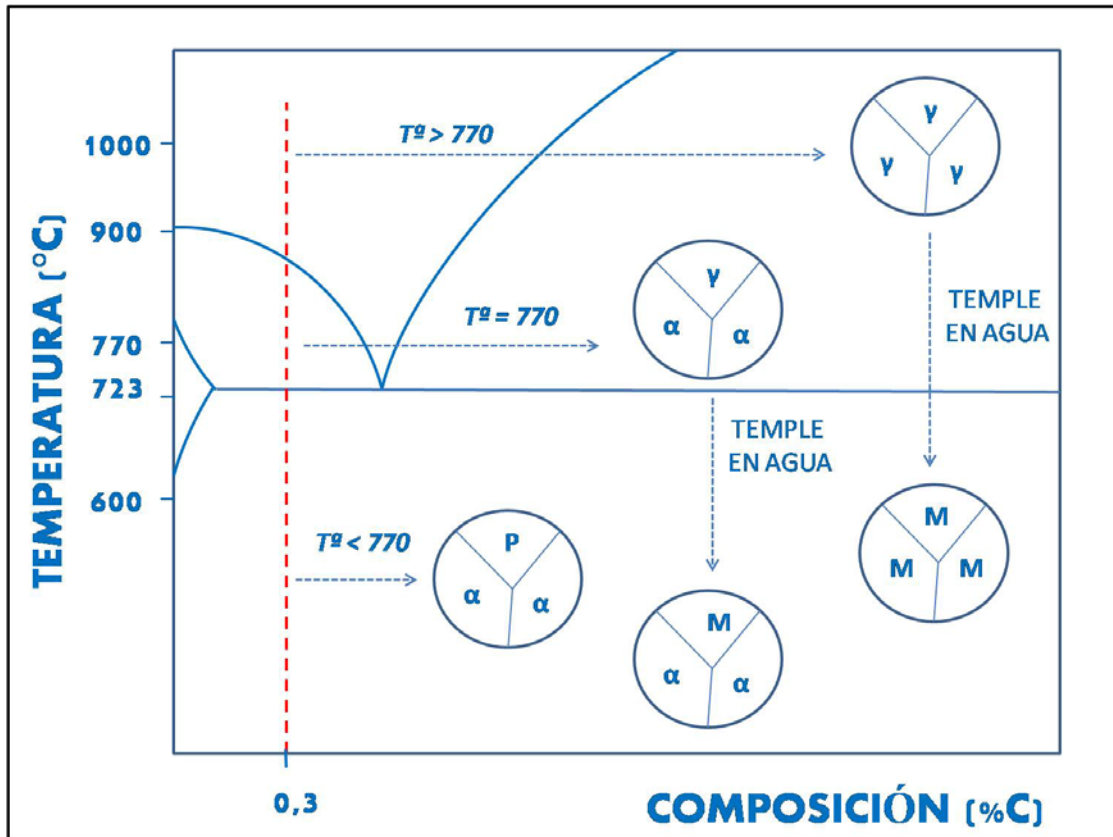 1000
900
770
723
600
TEMPERATURA (°C)
Tª > 770
Tª = 770
Tª < 770
γ
γ
γ
γ
α
α
TEMPLE
EN AGUA
TEMPLE
EN AGUA
P
α
α
M
α
α
M
M
M
0,3
COMPOSICIÓN (%C)